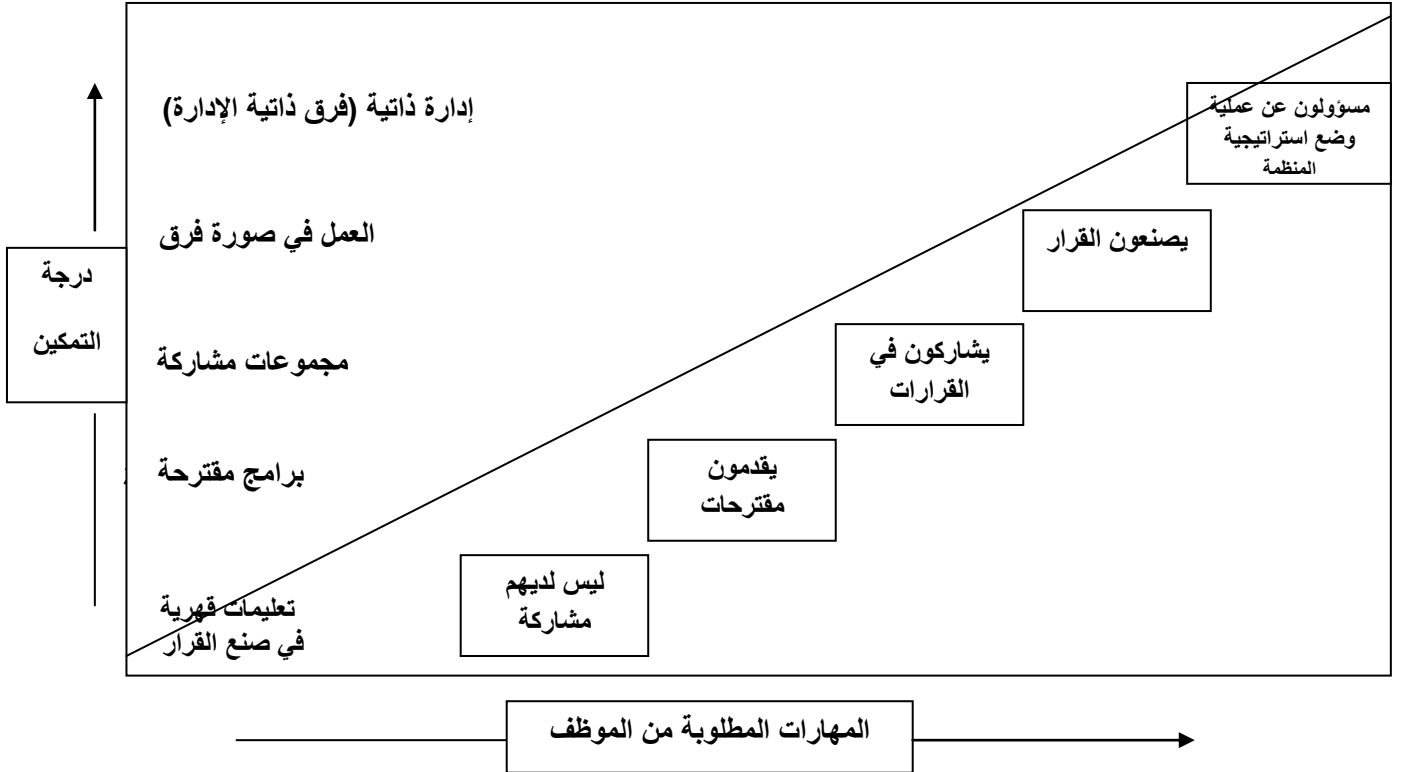 إدارة ذاتية (فرق ذاتية الإدارة)
مسؤولون عن عملية
وضع استراتيجية
المنظمة
العمل في صورة فرق
يصنعون القرار
درجة
التمكين
مجموعات مشاركة
يشاركون في
القرارات
برامج مقترحة
يقدمون
مقترحات
تعليمات قهرية
في صنع القرار
ليس لديهم
مشاركة
المهارات المطلوبة من الموظف